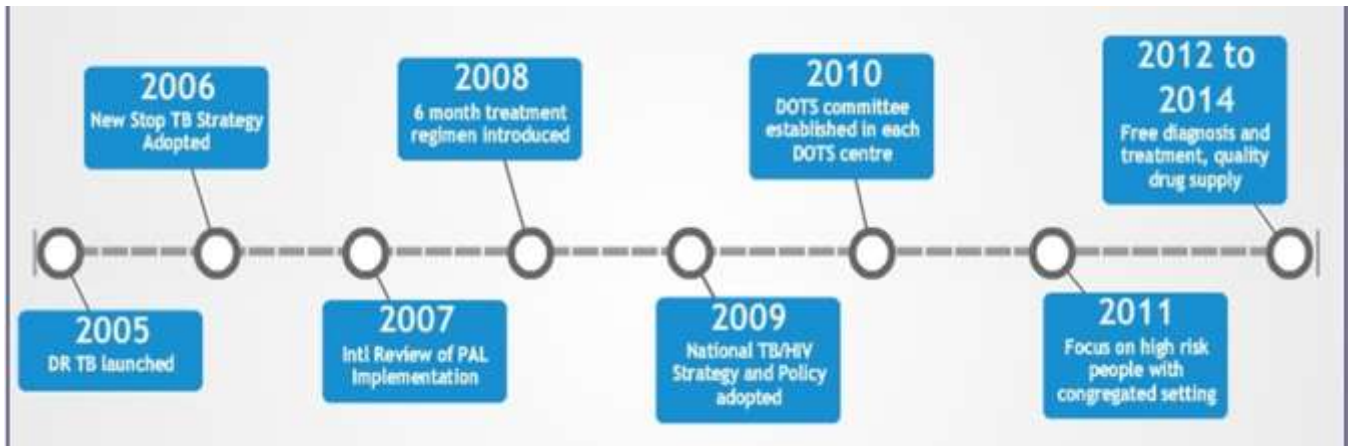 2005
DR TB launched
2006
New Stop TB Strategy
Adopted
2007
Intl Review of PAL
Implementation
2008
6 month treatment
regimen introduced
2009
National TB/HIV
Strategy and Policy
adopted
2010
DOTS committee
established in each
DOTS centre
2011
Focus on high risk
people with
congregated setting
2012 to
2014
Free diagnosis and
treatment, quality
drug supply